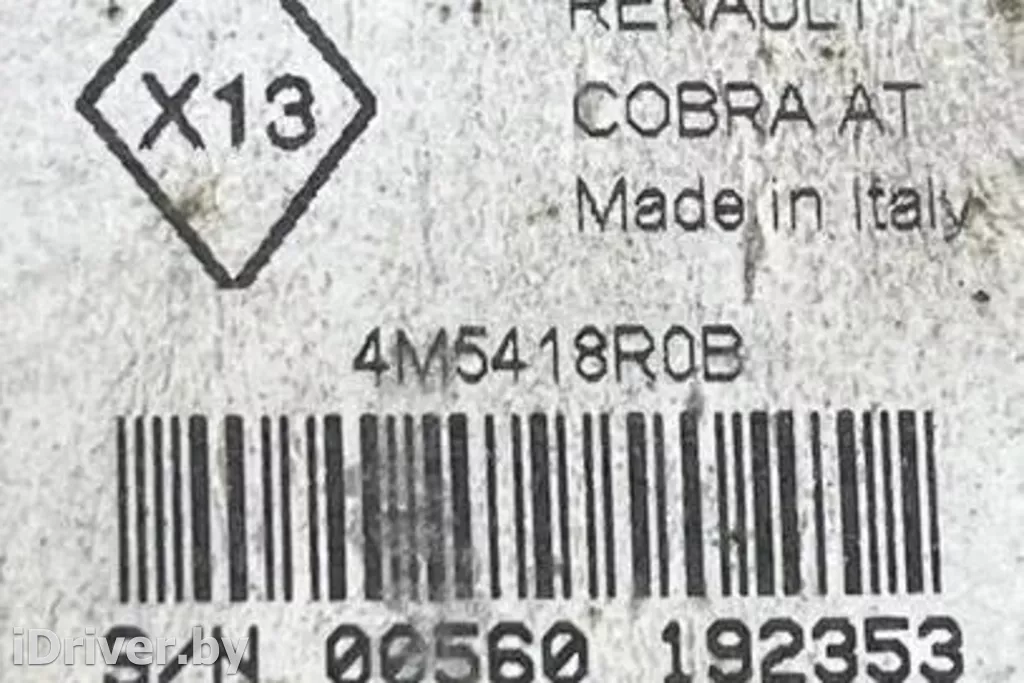 RENAULT
X13
COBRA AT
Made in Italy
4M5418R0B
S/N 00560 192353
iDriver.by